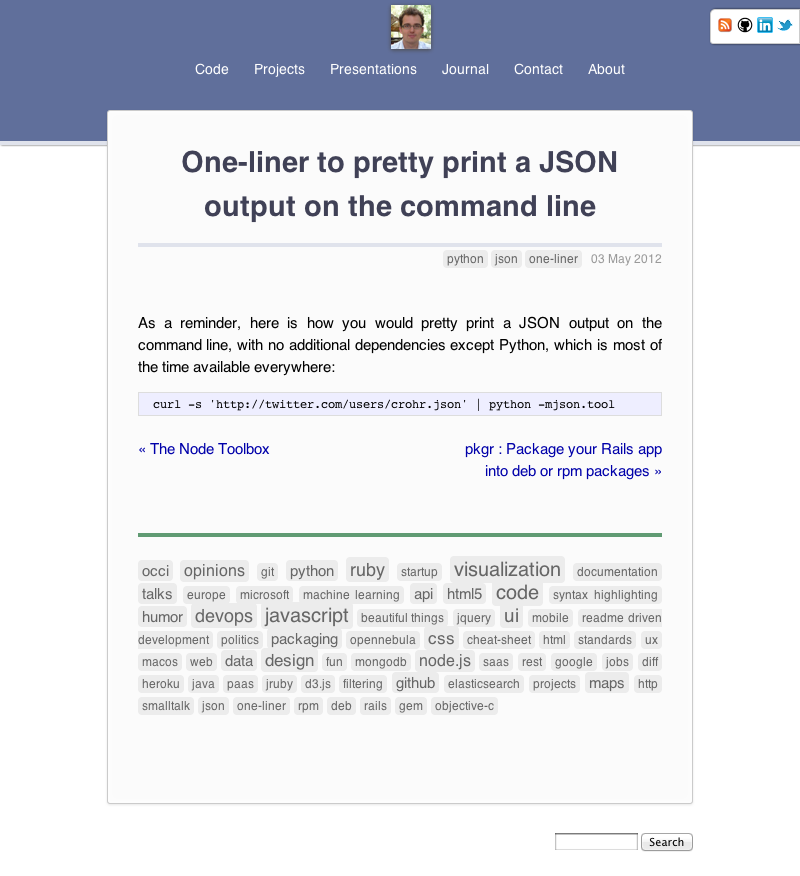 Code Projects Presentations Journal Contact About
One-liner to pretty print a JSON
output on the command line
python json one-liner 03 May 2012
As a reminder, here is how you would pretty print a JSON output on the
command line, with no additional dependencies except Python, which is most of
the time available everywhere:
curl -s 'http://twitter.com/users/crohr.json' | python -mjson.tool
« The Node Toolbox
pkgr : Package your Rails app
into deb or rpm packages »
occi opinions git python ruby startup visualization documentation
talks europe microsoft machine learning api html5 code syntax highlighting
humor devops javascript beautiful things jquery ui mobile readme driven
development politics packaging opennebula css cheat-sheet html standards ux
macos web data design fun mongodb node.js saas rest google jobs diff
heroku java paas jruby d3.js filtering github elasticsearch projects maps http
smalltalk json one-liner rpm deb rails gem objective-c
Search